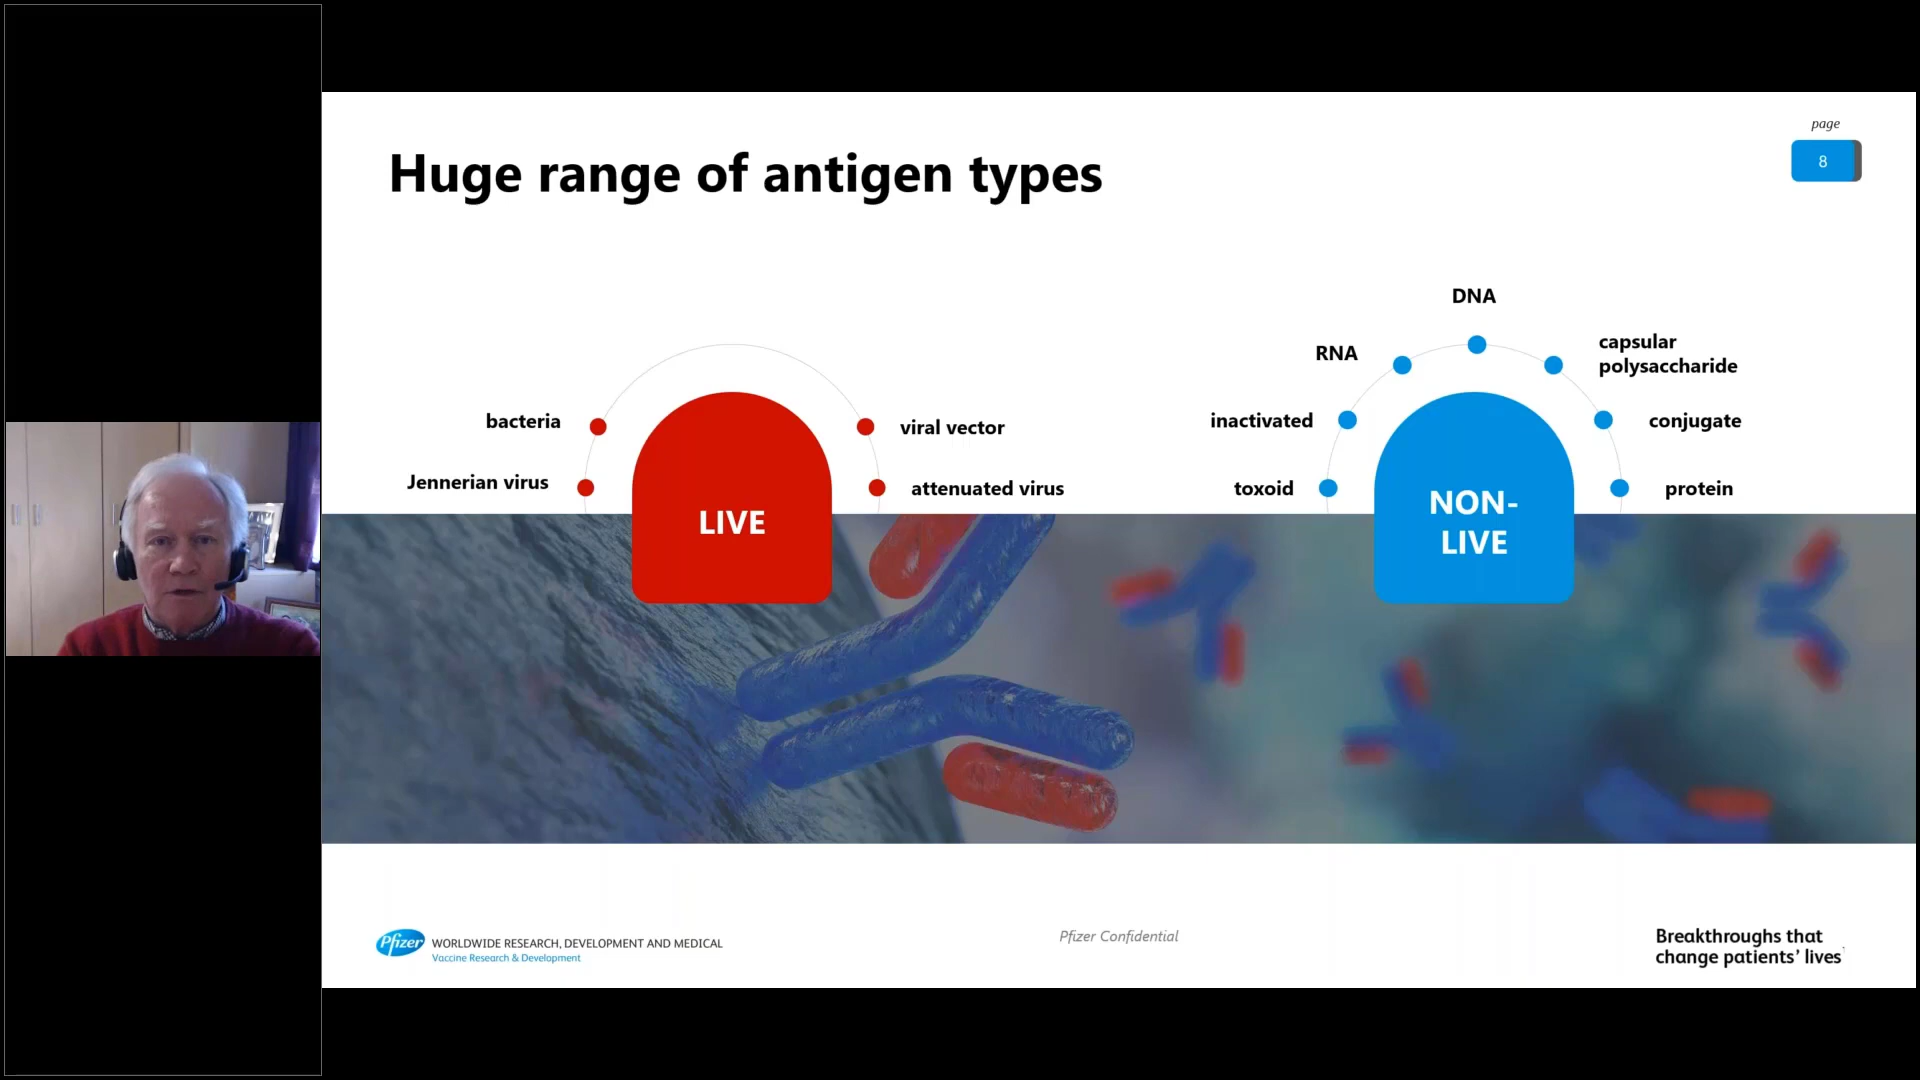 page
8
Huge range of antigen types
bacteria
Jennerian virus
viral vector
attenuated virus
LIVE
DNA
RNA
capsular
polysaccharide
inactivated
conjugate
toxoid
protein
NON-
LIVE
Pfizer
WORLDWIDE RESEARCH, DEVELOPMENT AND MEDICAL
Vaccine Research & Development
Pfizer Confidential
Breakthroughs that
change patients’ lives